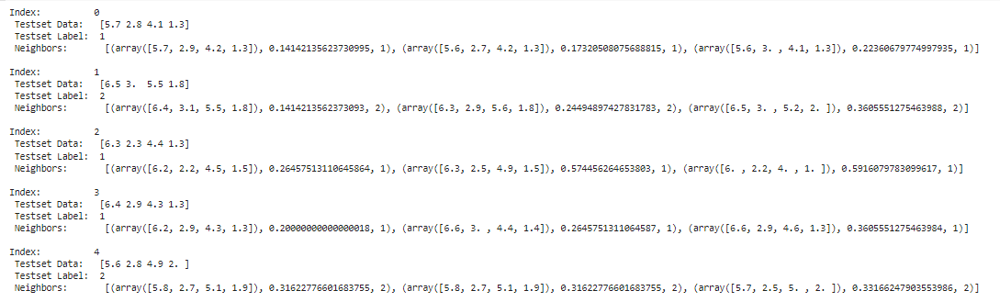 Index: 0
Testset Data: [5.7 2.8 4.1 1.3]
Testset Label: 1
Neighbors: [(array([5.7, 2.9, 4.2, 1.3]), 0.14142135623730995, 1), (array([5.6, 2.7, 4.2, 1.3]), 0.17320508075688815, 1), (array([5.6, 3. , 4.1, 1.3]), 0.22360679774997935, 1)]
Index: 1
Testset Data: [6.5 3.  5.5 1.8]
Testset Label: 2
Neighbors: [(array([6.4, 3.1, 5.5, 1.8]), 0.1414213562373093, 2), (array([6.3, 2.9, 5.6, 1.8]), 0.24494897427831783, 2), (array([6.5, 3. , 5.2, 2. ]), 0.3605551275463988, 2)]
Index: 2
Testset Data: [6.3 2.3 4.4 1.3]
Testset Label: 1
Neighbors: [(array([6.2, 2.2, 4.5, 1.5]), 0.26457513110645864, 1), (array([6.3, 2.5, 4.9, 1.5]), 0.574456264653803, 1), (array([6. , 2.2, 4. , 1. ]), 0.5916079783099617, 1)]
Index: 3
Testset Data: [6.4 2.9 4.3 1.3]
Testset Label: 1
Neighbors: [(array([6.2, 2.9, 4.3, 1.3]), 0.20000000000000018, 1), (array([6.6, 3. , 4.4, 1.4]), 0.2645751311064587, 1), (array([6.6, 2.9, 4.6, 1.3]), 0.3605551275463984, 1)]
Index: 4
Testset Data: [5.6 2.8 4.9 2. ]
Testset Label: 2
Neighbors: [(array([5.8, 2.7, 5.1, 1.9]), 0.31622776601683755, 2), (array([5.8, 2.7, 5.1, 1.9]), 0.31622776601683755, 2), (array([5.7, 2.5, 5. , 2. ]), 0.33166247903553986, 2)]